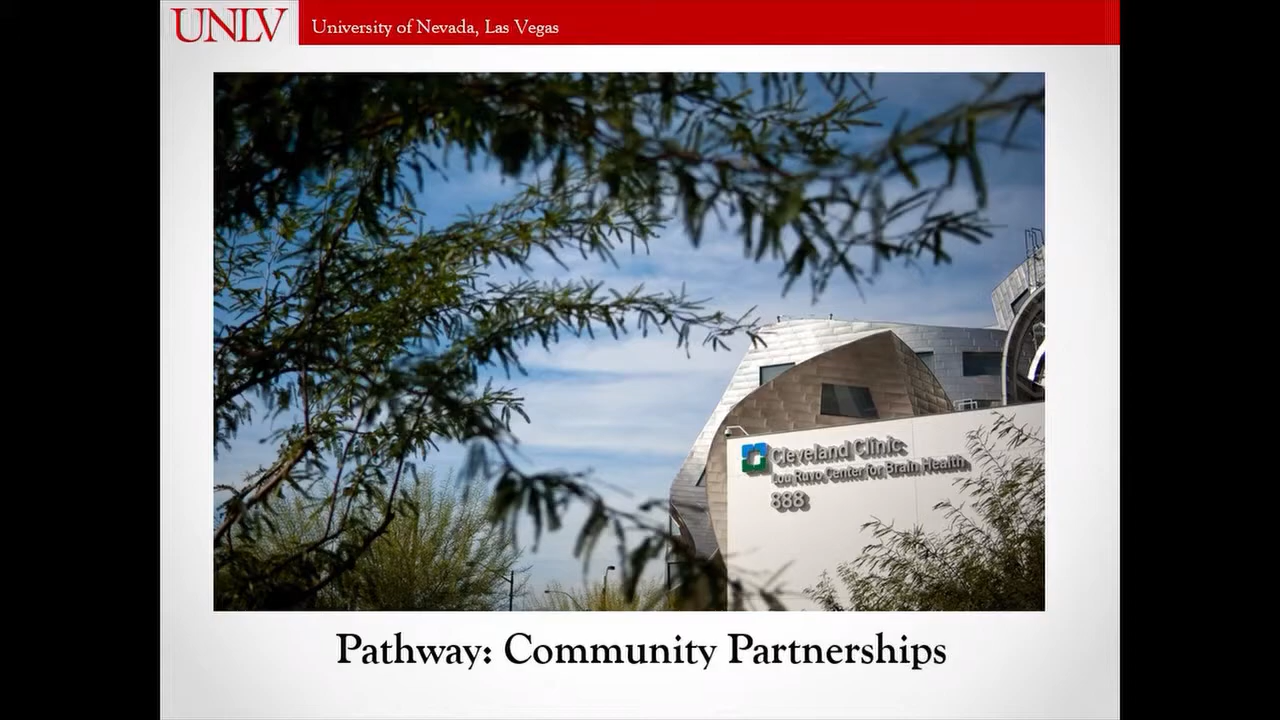 UNLV
University of Nevada, Las Vegas
Cleveland Clinic
Lou Ruvo Center for Brain Health
888
Pathway: Community Partnerships